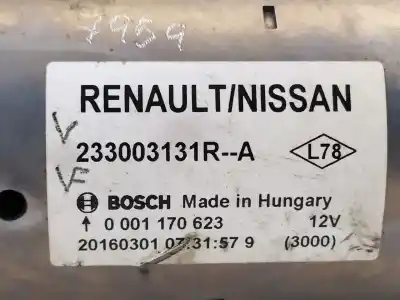 7959
RENAULT/NISSAN
V
233003131R--A L78
VF
BOSCH Made in Hungary
0 001 170 623 12V
20160301 07:31:57 9 (3000)